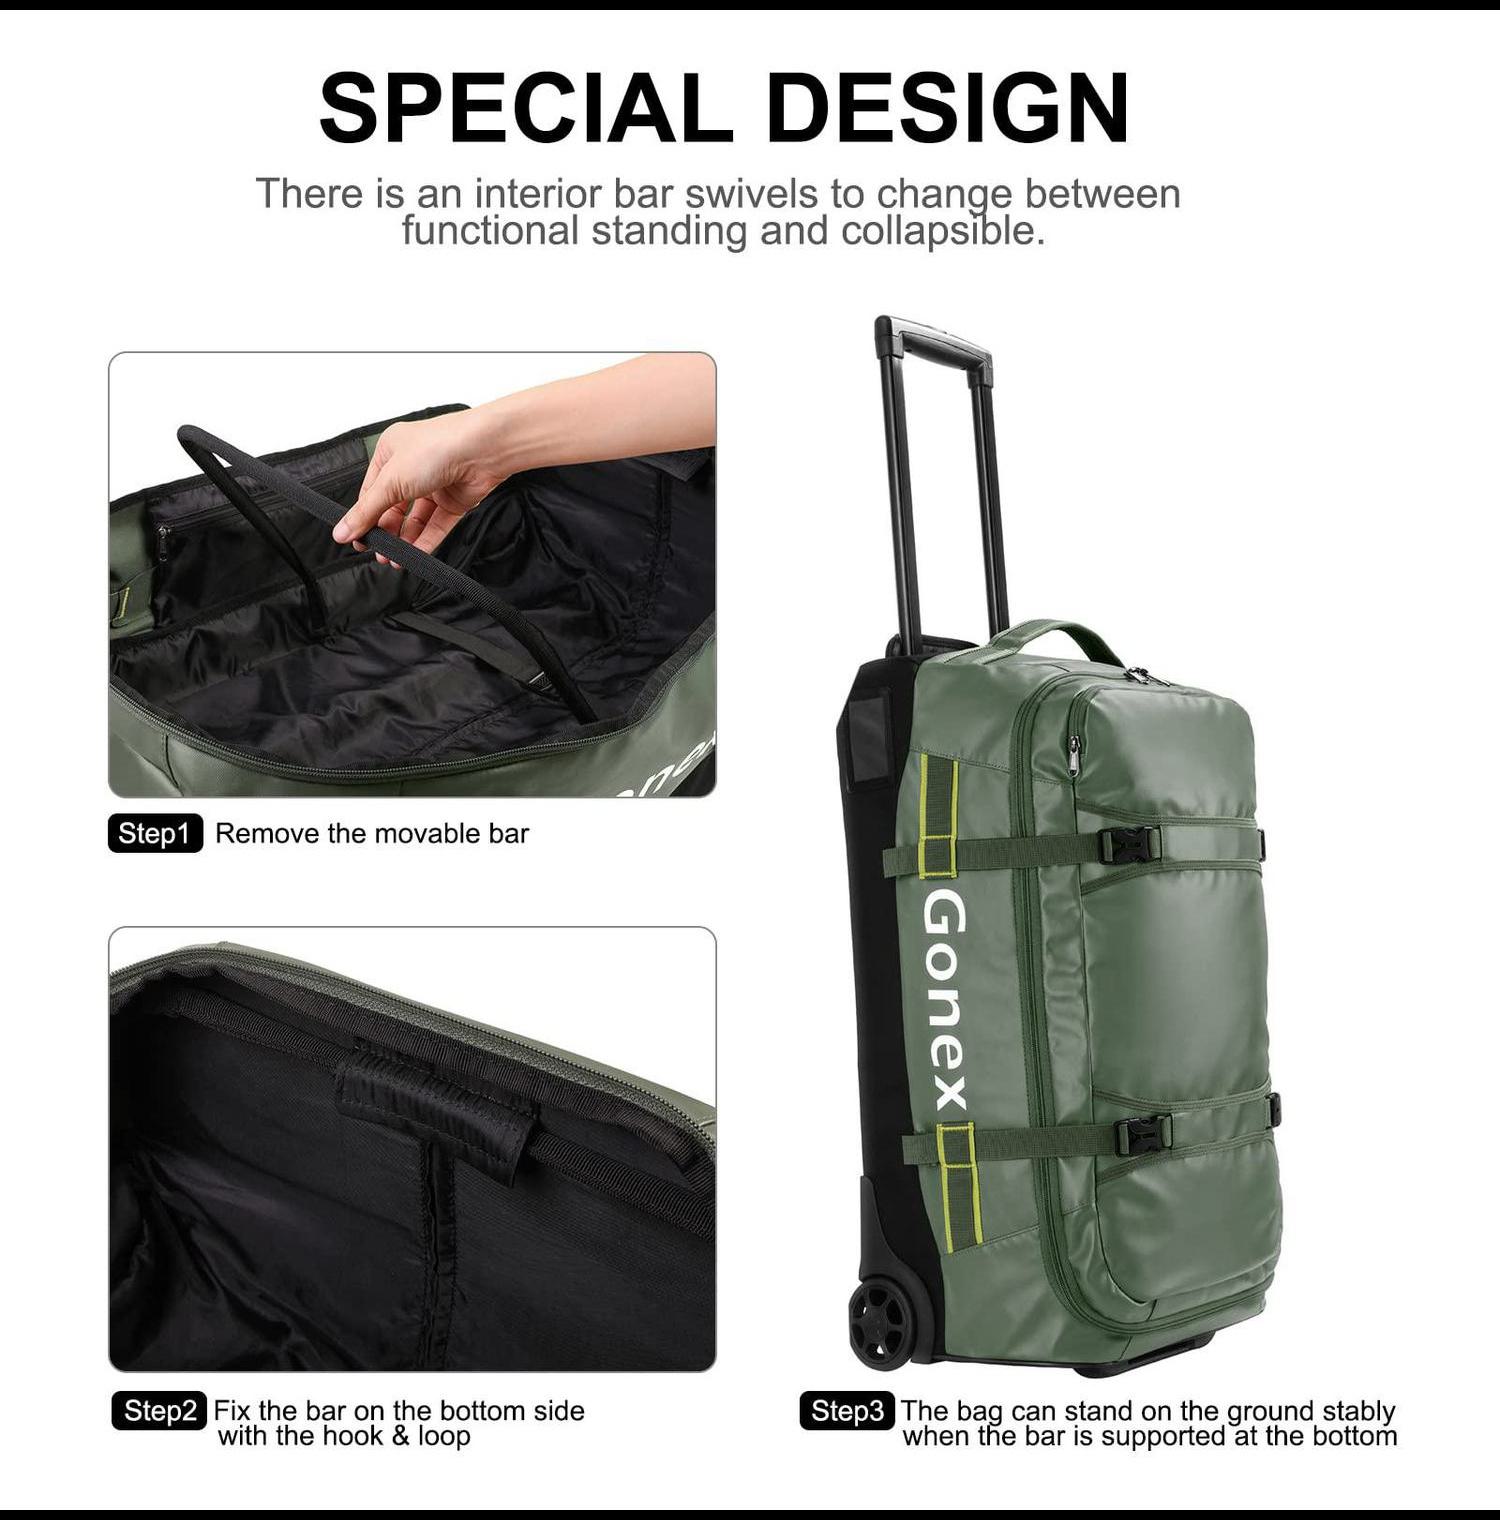 SPECIAL DESIGN
There is an interior bar swivels to change between
functional standing and collapsible.
Step1 Remove the movable bar
Step2 Fix the bar on the bottom side
with the hook & loop
Gonex
Step3 The bag can stand on the ground stably
when the bar is supported at the bottom